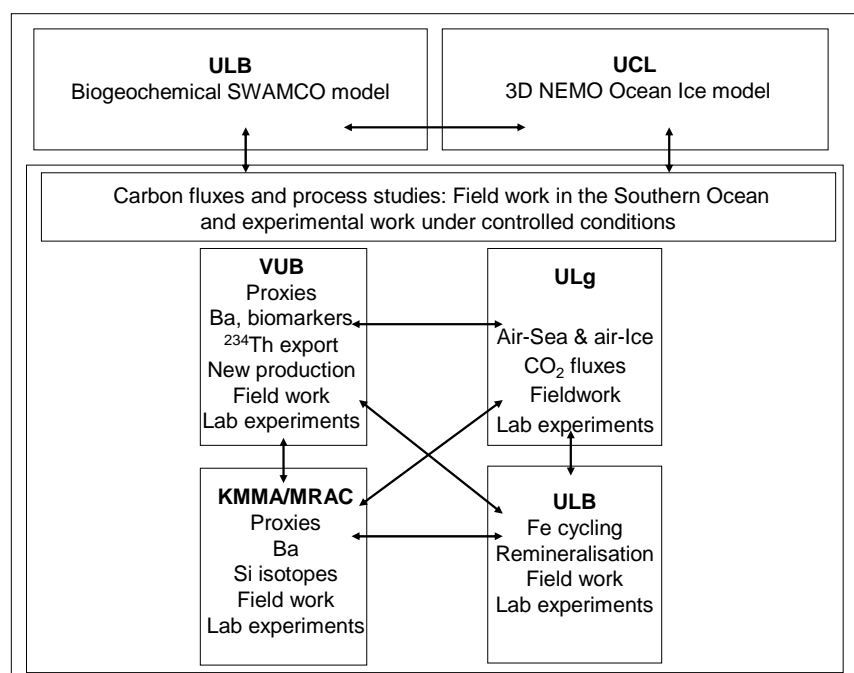 ULB
Biogeochemical SWAMCO model
UCL
3D NEMO Ocean Ice model
Carbon fluxes and process studies: Field work in the Southern Ocean
and experimental work under controlled conditions
VUB
Proxies
Ba, biomarkers
²³⁴Th export
New production
Field work
Lab experiments
ULg
Air-Sea & air-Ice
CO₂ fluxes
Fieldwork
Lab experiments
KMMA/MRAC
Proxies
Ba
Si isotopes
Field work
Lab experiments
ULB
Fe cycling
Remineralisation
Field work
Lab experiments